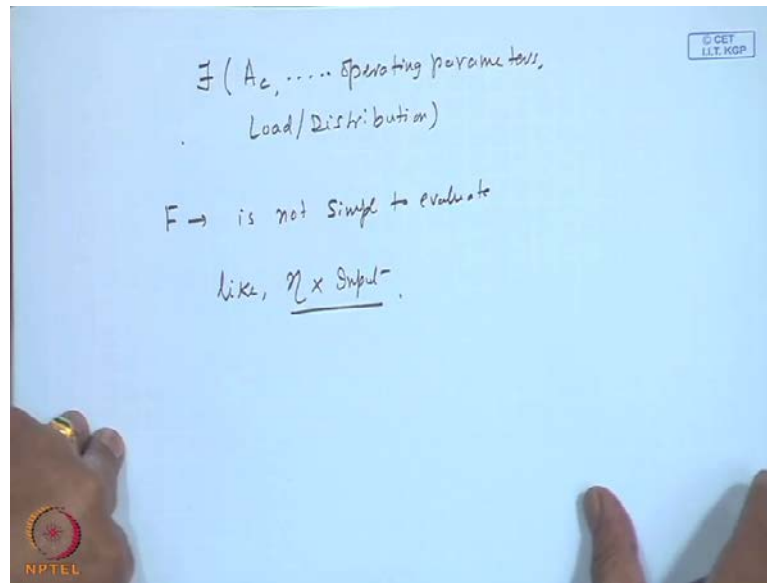 F ( Ac, ..... Operating parameters,
Load/Distribution)
F → is not simple to evaluate
like, η x Input
© CET
I.I.T. KGP
NPTEL